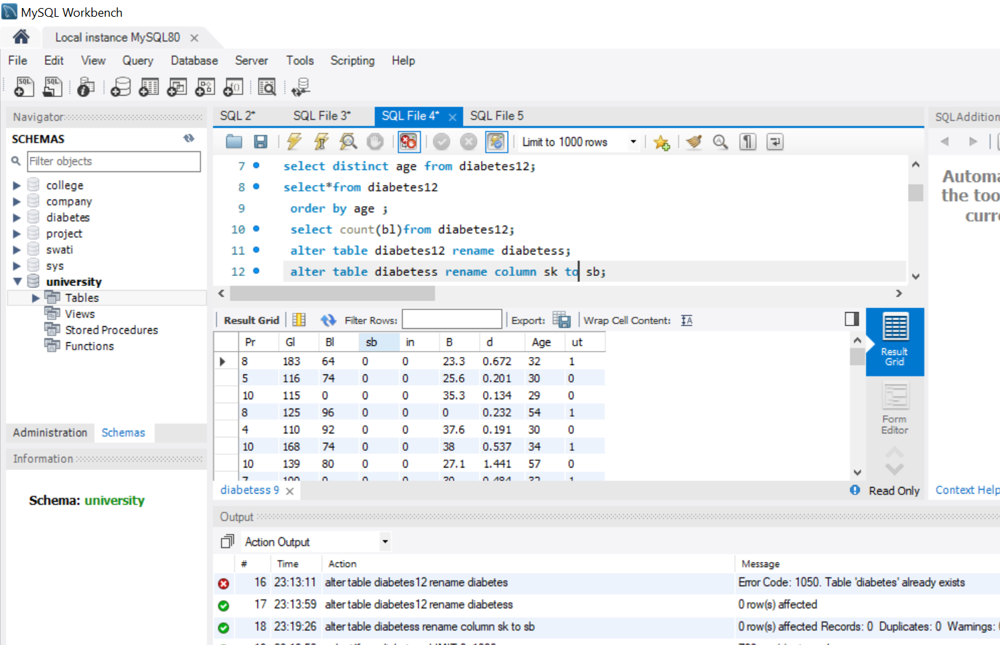 MySQL Workbench
Local instance MySQL80
File Edit View Query Database Server Tools Scripting Help
Navigator
SCHEMAS
Filter objects
college
company
diabetes
project
swati
sys
university
Tables
Views
Stored Procedures
Functions
Administration Schemas
Information
Schema: university
SQL 2* SQL File 3* SQL File 4* SQL File 5
Limit to 1000 rows
7 select distinct age from diabetes12;
8 select*from diabetes12
9 order by age ;
10 select count(bl)from diabetes12;
11 alter table diabetes12 rename diabetess;
12 alter table diabetess rename column sk to sb;
Result Grid Filter Rows: Export: Wrap Cell Content:
Pr Gl Bl sb in B d Age ut
8 183 64 0 0 23.3 0.672 32 1
5 116 74 0 0 25.6 0.201 30 0
10 115 0 0 0 35.3 0.134 29 0
8 125 96 0 0 0 0.232 54 1
4 110 92 0 0 37.6 0.191 30 0
10 168 74 0 0 38 0.537 34 1
10 139 80 0 0 27.1 1.441 57 0
Result
Grid
Form
Editor
diabetess 9
Read Only
SQLAddition
Automa
the too
curre
Context Help
Output
Action Output
# Time Action Message
16 23:13:11 alter table diabetes12 rename diabetes Error Code: 1050. Table 'diabetes' already exists
17 23:13:59 alter table diabetes12 rename diabetess 0 row(s) affected
18 23:19:26 alter table diabetess rename column sk to sb 0 row(s) affected Records: 0 Duplicates: 0 Warnings: